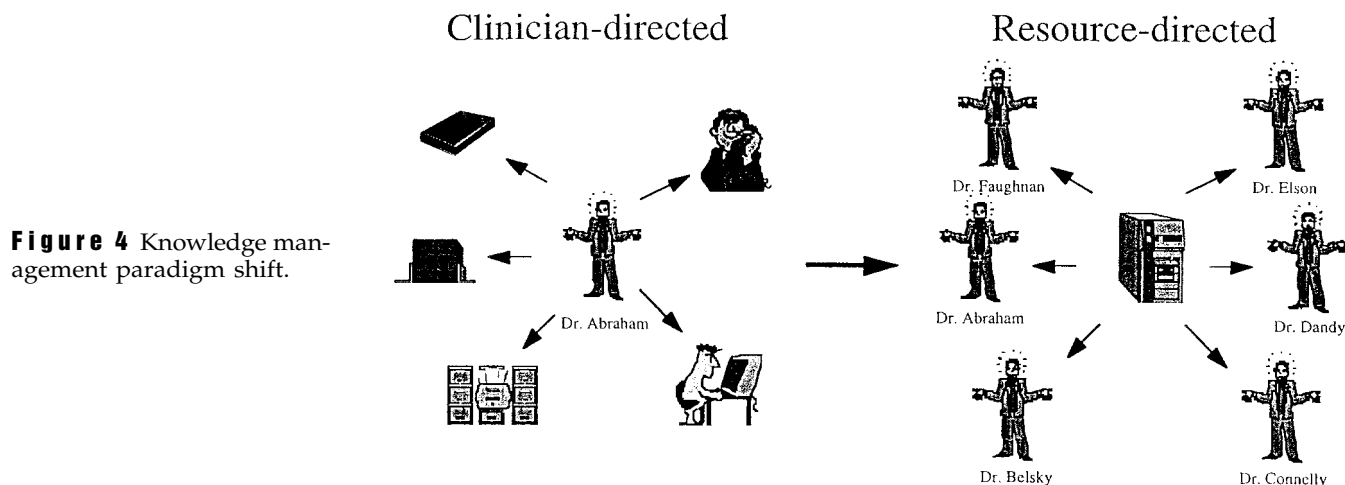 Clinician-directed
Resource-directed
Dr. Faughnan
Dr. Elson
Figure 4 Knowledge man-
agement paradigm shift.
Dr. Abraham
Dr. Abraham
Dr. Dandy
Dr. Belsky
Dr. Connelly